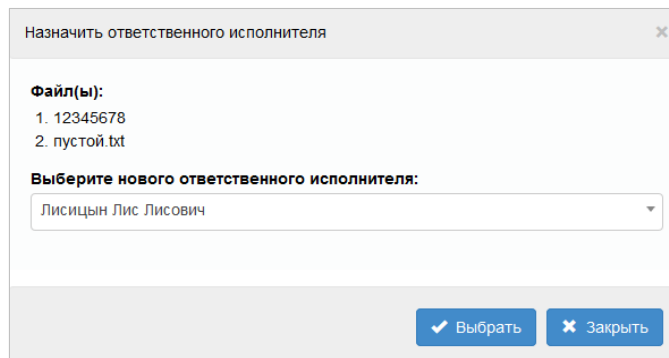 Назначить ответственного исполнителя
Файл(ы):
1. 12345678
2. пустой.txt
Выберите нового ответственного исполнителя:
Лисицын Лис Лисович
Выбрать
Закрыть